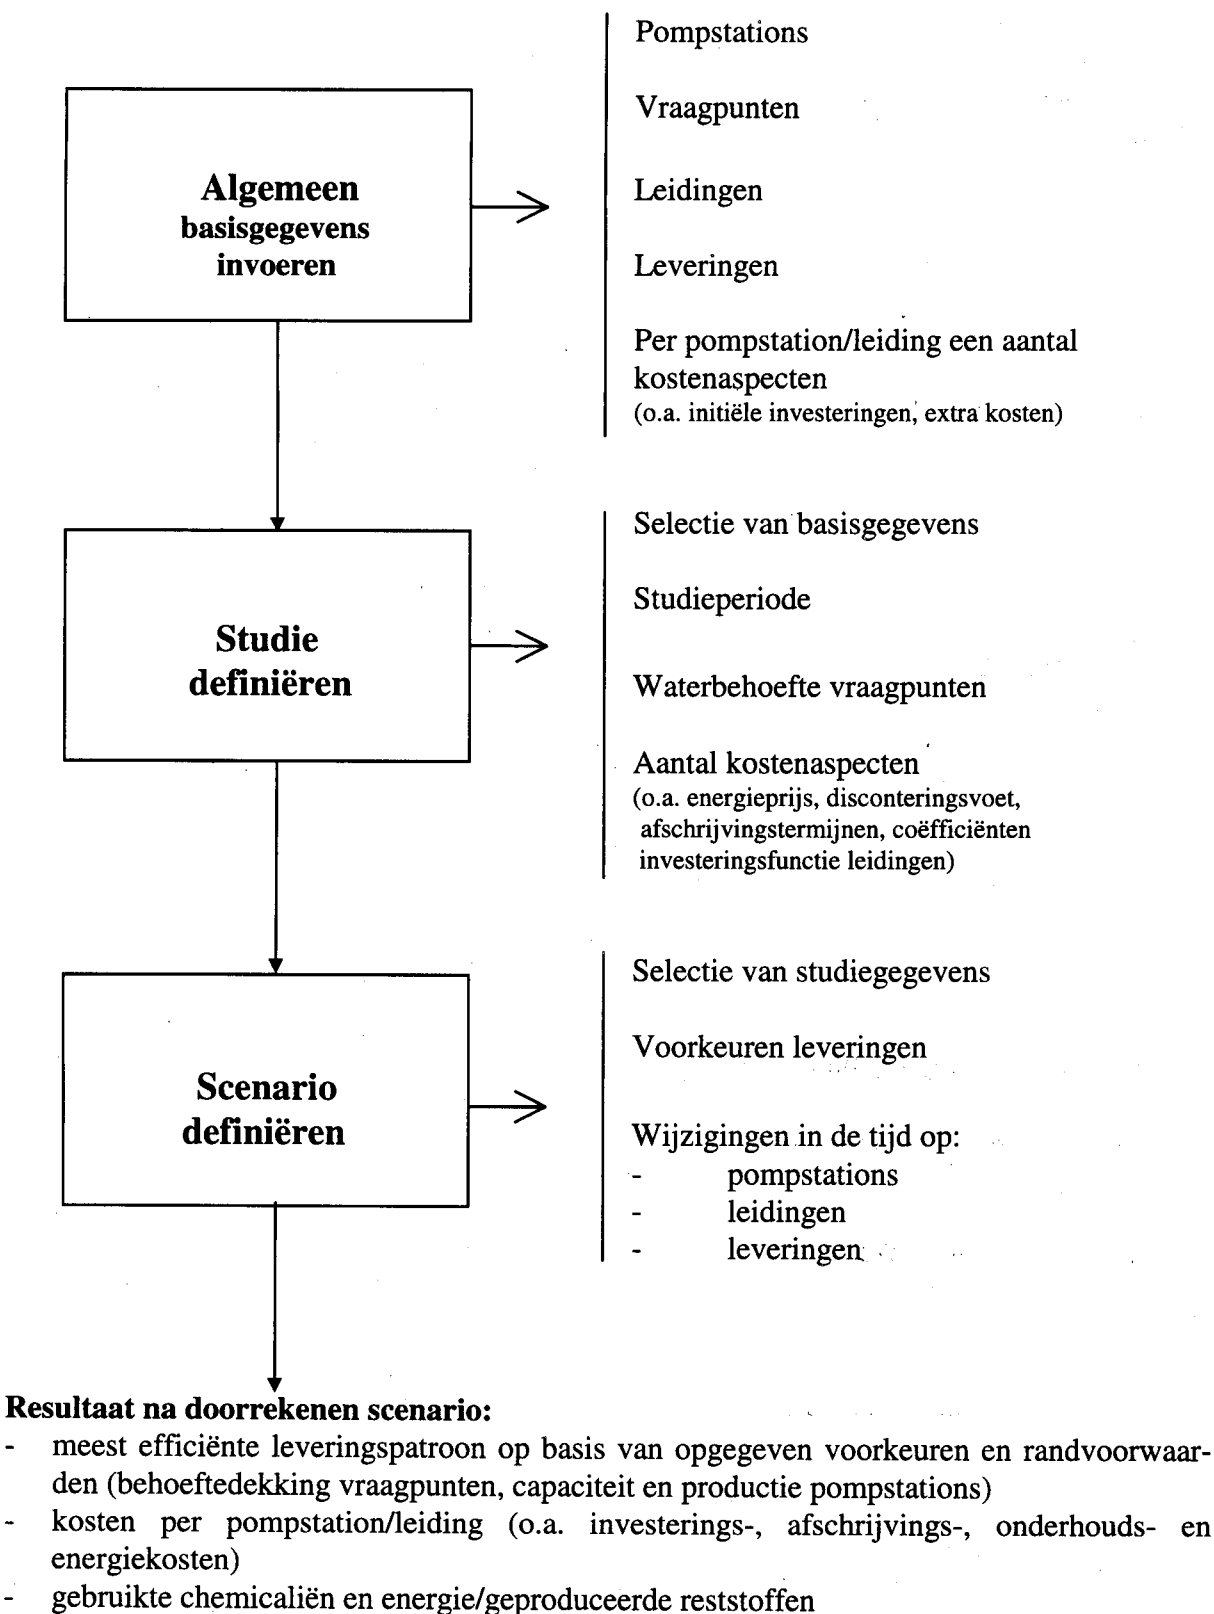 Pompstations
Vraagpunten
Algemeen
basisgegevens
invoeren
Leidingen
Leveringen
Per pompstation/leiding een aantal
kostenaspecten
(o.a. initiële investeringen, extra kosten)
Selectie van basisgegevens
Studieperiode
Studie
definiëren
Waterbehoefte vraagpunten
Aantal kostenaspecten
(o.a. energieprijs, disconteringsvoet,
afschrijvingstermijnen, coëfficiënten
investeringsfunctie leidingen)
Selectie van studiegegevens
Voorkeuren leveringen
Scenario
definiëren
Wijzigingen in de tijd op:
- pompstations
- leidingen
- leveringen
Resultaat na doorrekenen scenario:
- meest efficiënte leveringspatroon op basis van opgegeven voorkeuren en randvoorwaar-
den (behoeftedekking vraagpunten, capaciteit en productie pompstations)
- kosten per pompstation/leiding (o.a. investerings-, afschrijvings-, onderhouds- en
energiekosten)
- gebruikte chemicaliën en energie/geproduceerde reststoffen